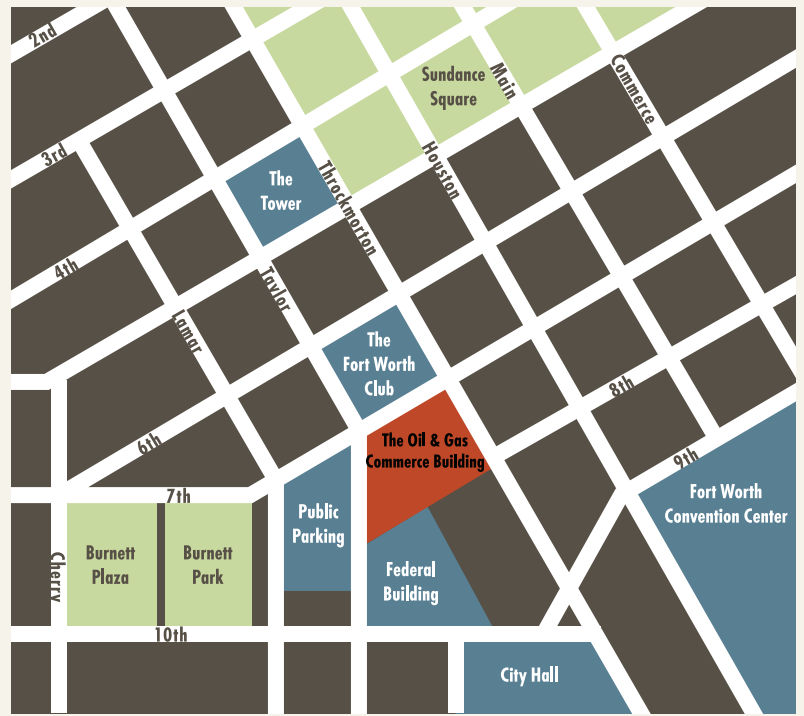 2nd
Sundance
Square
Main
Commerce
3rd
The
Tower
Throckmorton
Houston
4th
Taylor
Lamar
The
Fort Worth
Club
8th
6th
The Oil & Gas
Commerce Building
9th
7th
Public
Parking
Fort Worth
Convention Center
Burnett
Plaza
Burnett
Park
Cherry
Federal
Building
10th
City Hall